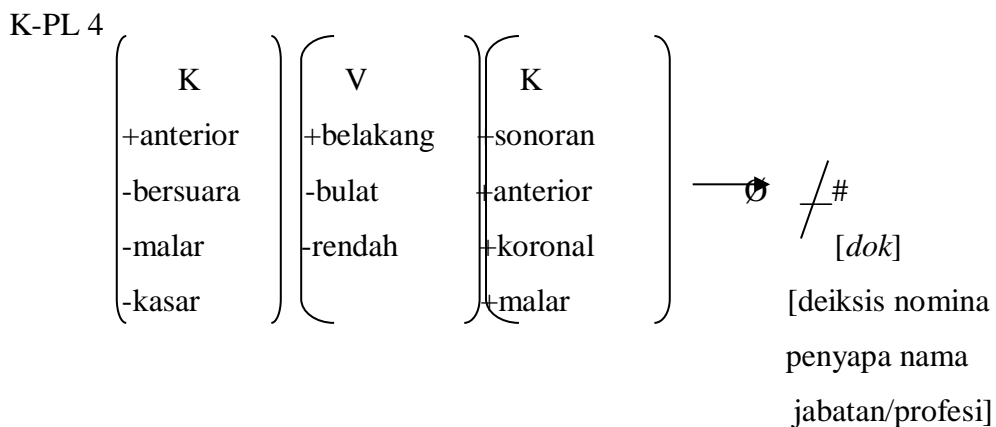 K-PL 4
K V K
+anterior +belakang +sonoran
-bersuara -bulat +anterior Ø / __#
-malar -rendah +koronal [dok]
-kasar +malar [deiksis nomina
penyapa nama
jabatan/profesi]